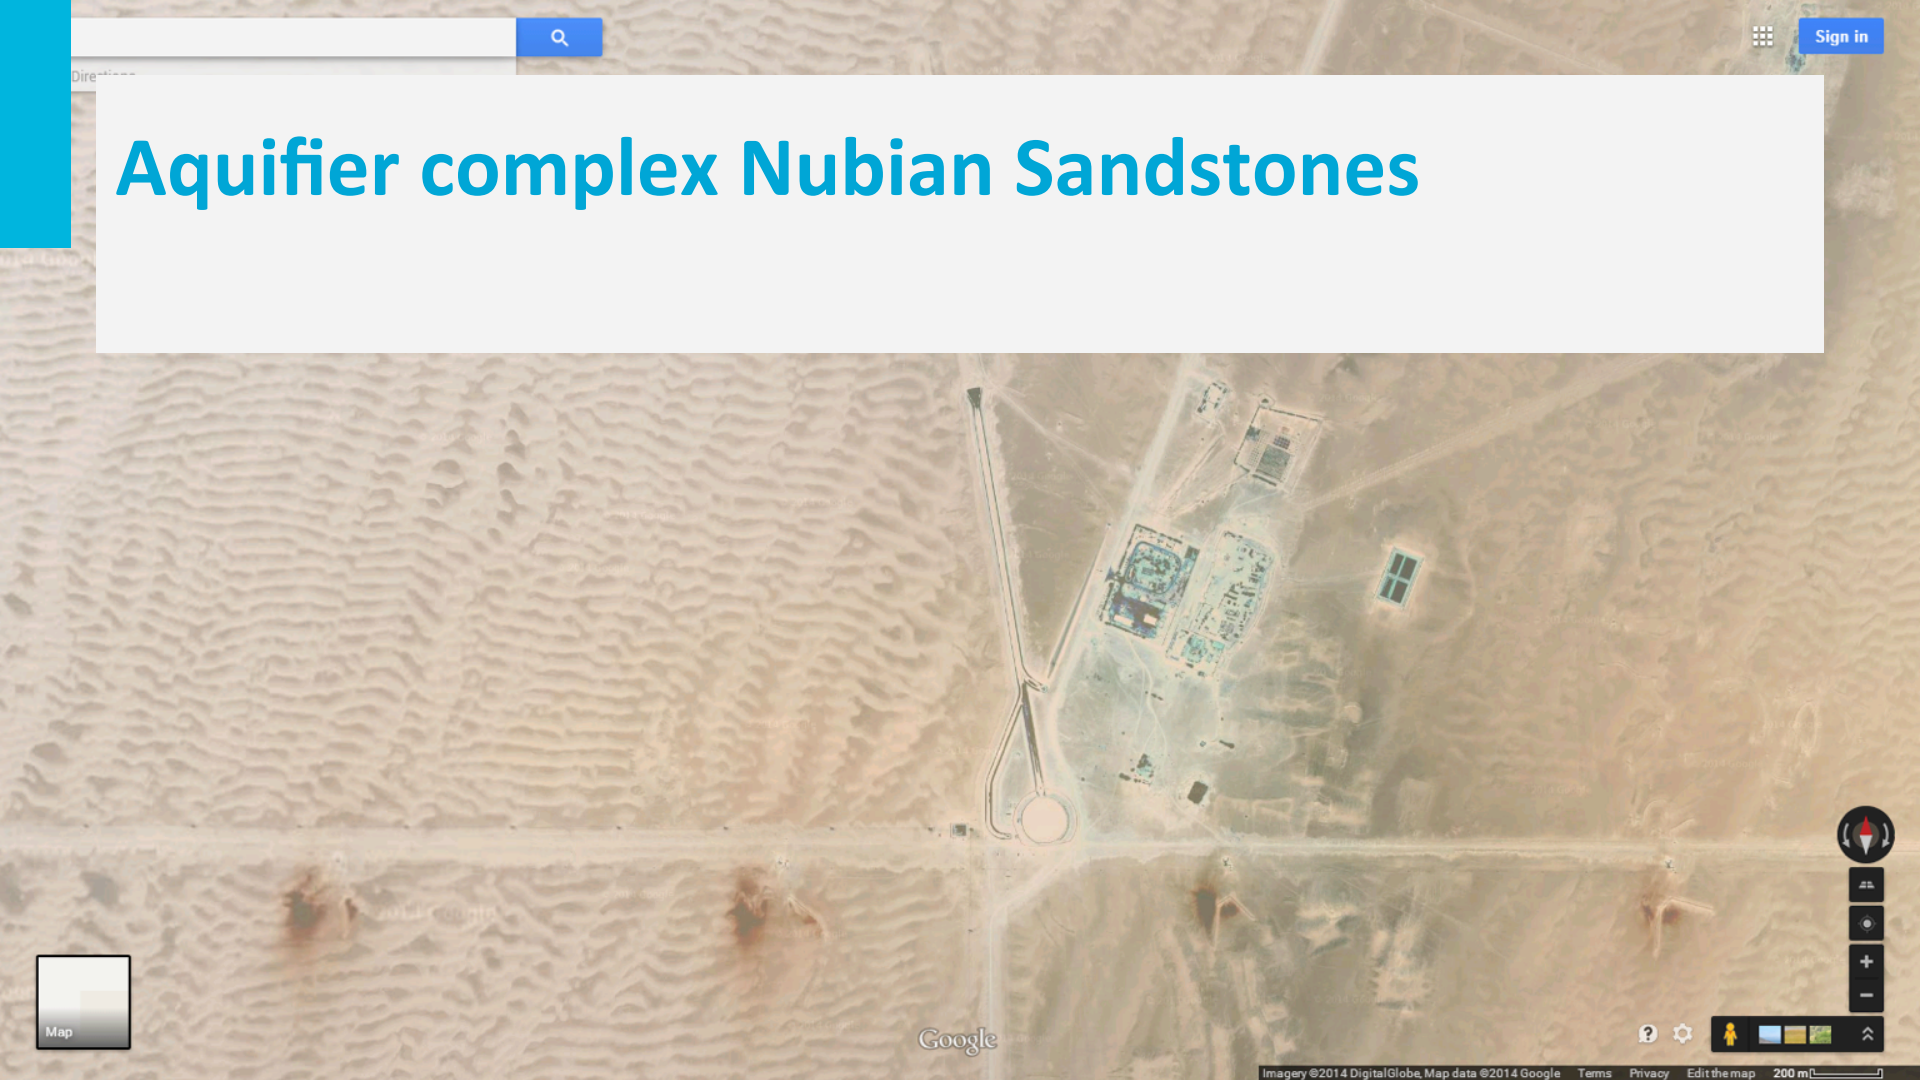 Sign in
Directions
Aquifier complex Nubian Sandstones
Map
Google
Imagery ©2014 DigitalGlobe, Map data ©2014 Google Terms Privacy Edit the map 200 m